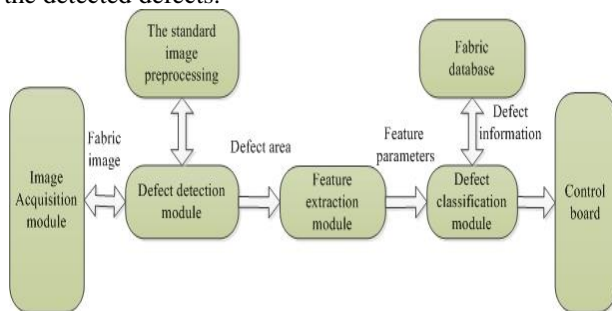 the detected defects.
The standard
image
preprocessing
Fabric
database
Fabric
image
Defect area
Feature
parameters
Defect
information
Image
Acquisition
module
Defect detection
module
Feature
extraction
module
Defect
classification
module
Control
board